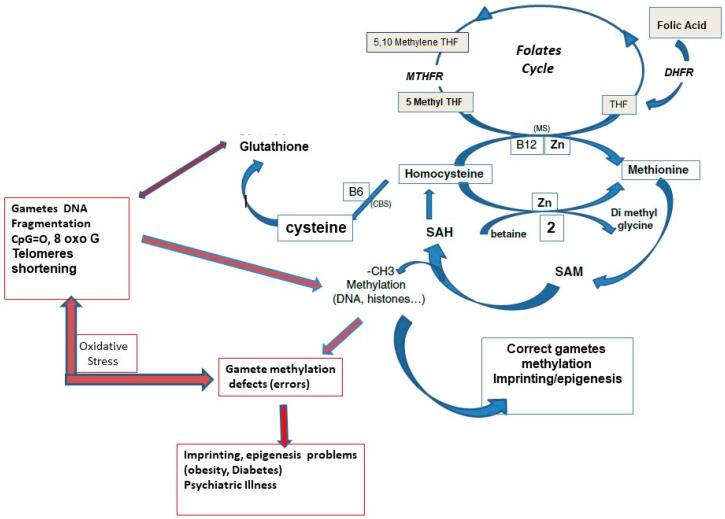 Folic Acid
5,10 Methylene THF
Folates
Cycle
MTHFR
DHFR
5 Methyl THF
THF
(MS)
B12
Zn
Glutathione
Homocysteine
Methionine
B6
(CBS)
cysteine
Zn
2
betaine
Di methyl
glycine
SAH
SAM
Gametes DNA
Fragmentation
CpG=O, 8 oxo G
Telomeres
shortening
-CH3
Methylation
(DNA, histones...)
Oxidative
Stress
Gamete methylation
defects (errors)
Correct gametes
methylation
Imprinting/epigenesis
Imprinting, epigenesis problems
(obesity, Diabetes)
Psychiatric Illness